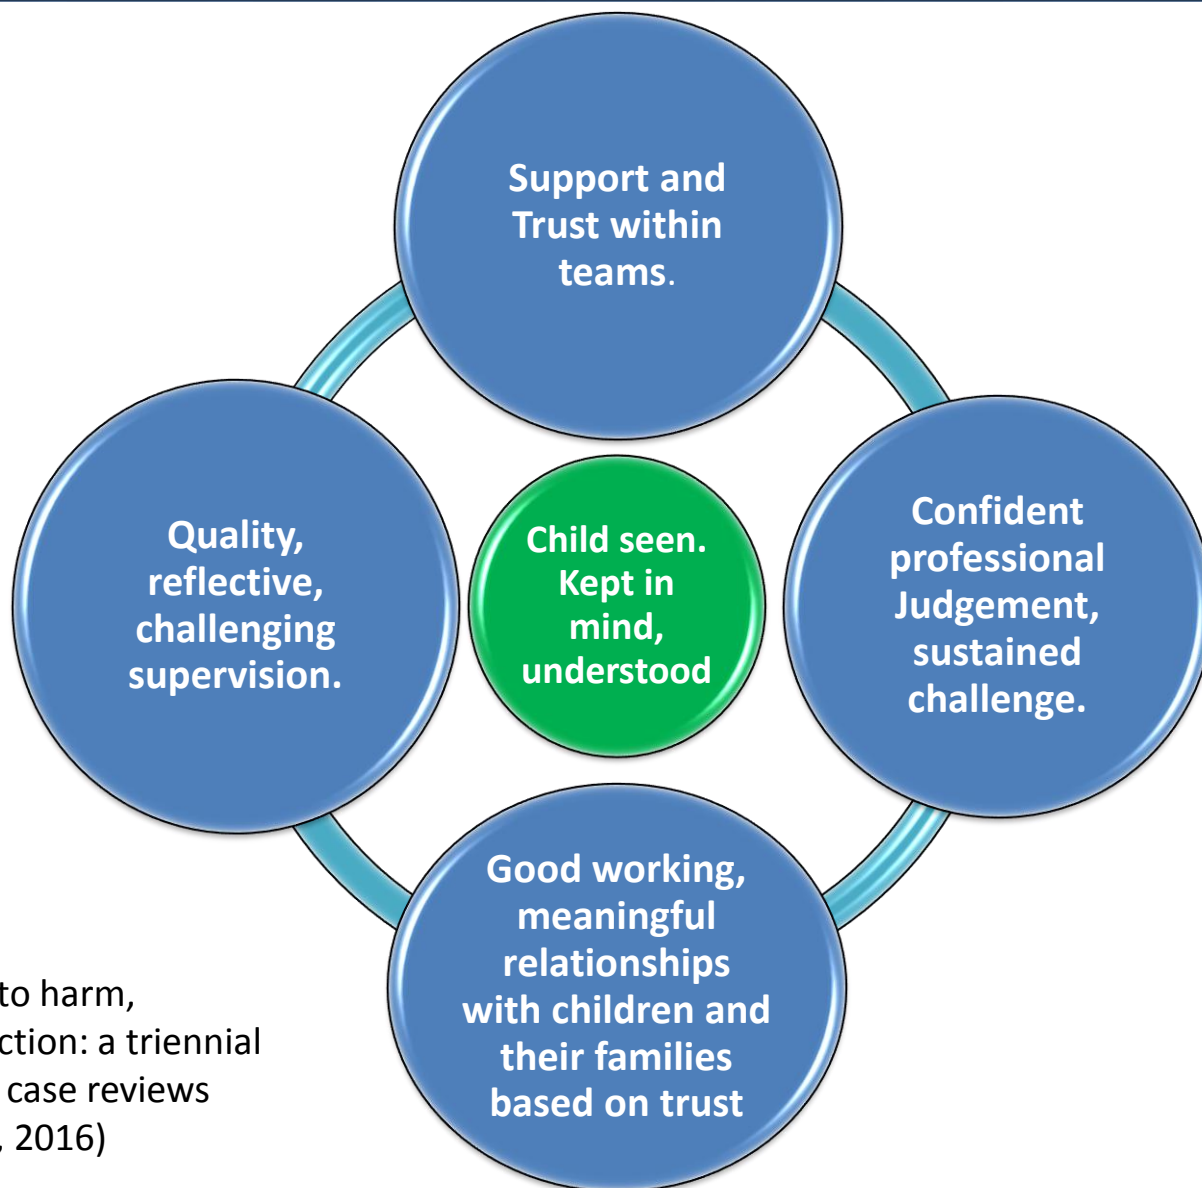 Support and
Trust within
teams.
Quality,
reflective,
challenging
supervision.
Child seen.
Kept in
mind,
understood
Confident
professional
Judgement,
sustained
challenge.
Good working,
meaningful
relationships
with children and
their families
based on trust
to harm,
ction: a triennial
case reviews
, 2016)